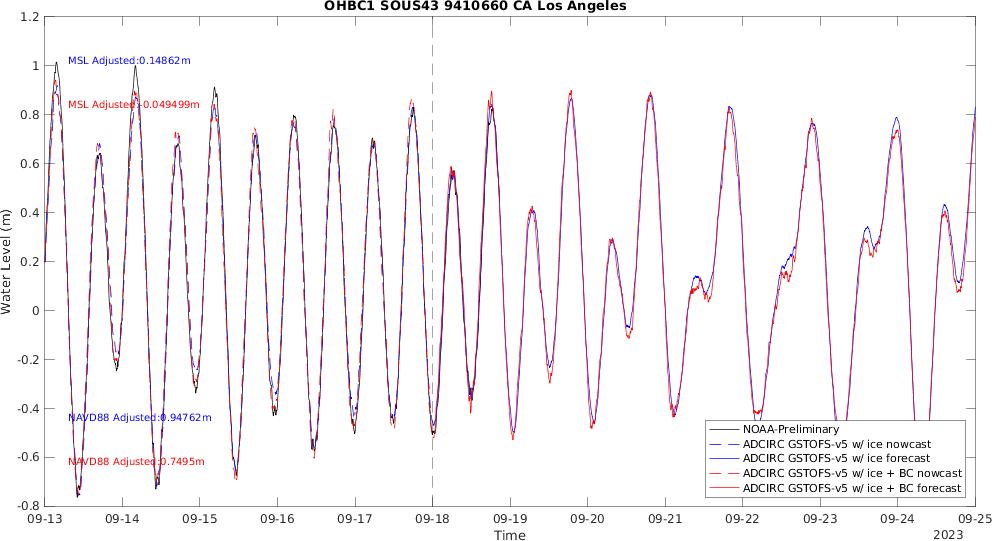 OHBC1 SOUS43 9410660 CA Los Angeles
Water Level (m)
1.2
1
0.8
0.6
0.4
0.2
0
-0.2
-0.4
-0.6
-0.8
MSL Adjusted:0.14862m
MSL Adjusted:-0.049499m
NAVD88 Adjusted:0.94762m
NAVD88 Adjusted:0.7495m
NOAA-Preliminary
ADCIRC GSTOFS-v5 w/ ice nowcast
ADCIRC GSTOFS-v5 w/ ice forecast
ADCIRC GSTOFS-v5 w/ ice + BC nowcast
ADCIRC GSTOFS-v5 w/ ice + BC forecast
09-13 09-14 09-15 09-16 09-17 09-18 09-19 09-20 09-21 09-22 09-23 09-24 09-25
Time
2023